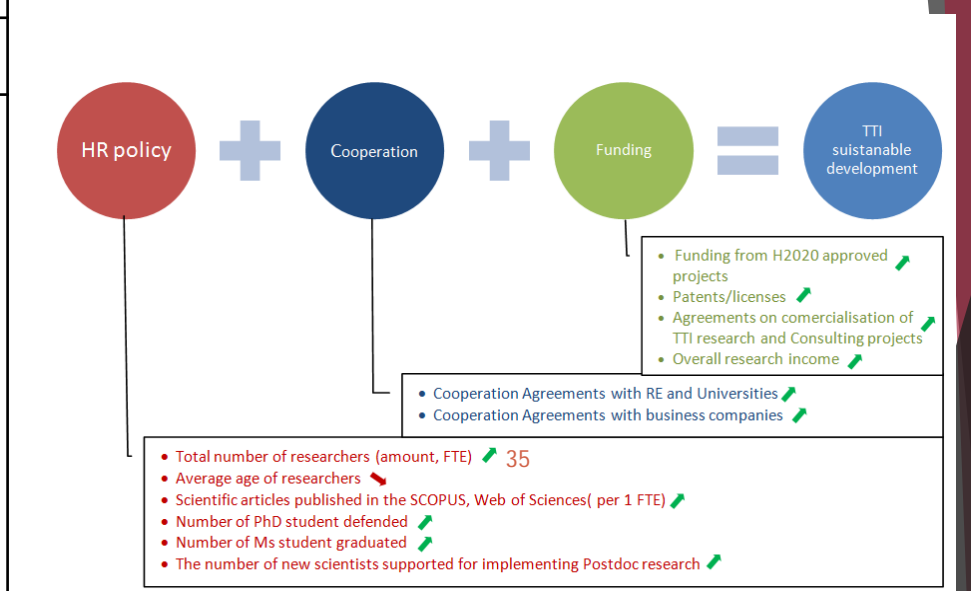 HR policy
Cooperation
Funding
TTI
suistanable
development
• Funding from H2020 approved
projects
• Patents/licenses
• Agreements on comercialisation of
TTI research and Consulting projects
• Overall research income
• Cooperation Agreements with RE and Universities
• Cooperation Agreements with business companies
• Total number of researchers (amount, FTE) 35
• Average age of researchers
• Scientific articles published in the SCOPUS, Web of Sciences( per 1 FTE)
• Number of PhD student defended
• Number of Ms student graduated
• The number of new scientists supported for implementing Postdoc research